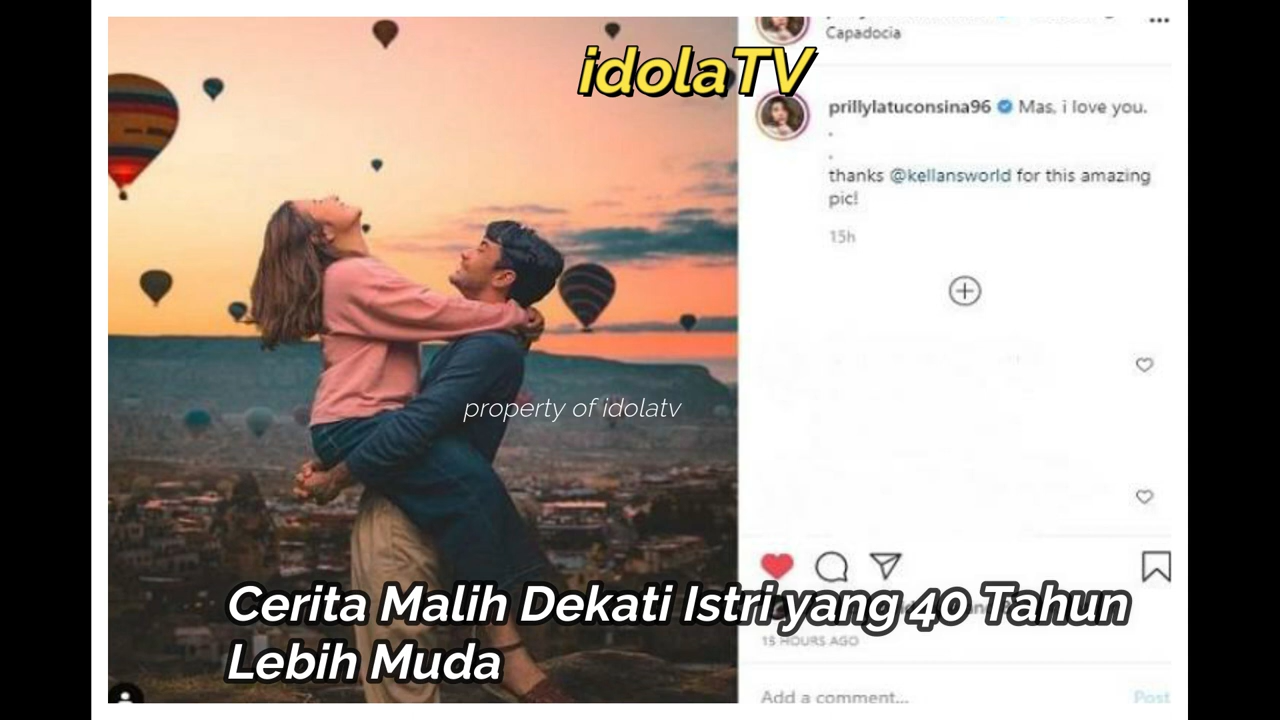 idolaTV
Capadocia
prillylatuconsina96 Mas, i love you.
.
.
thanks @kellansworld for this amazing
pic!
15h
property of idolatv
Cerita Malih Dekati Istri yang 40 Tahun
Lebih Muda
15 HOURS AGO
Add a comment... Post